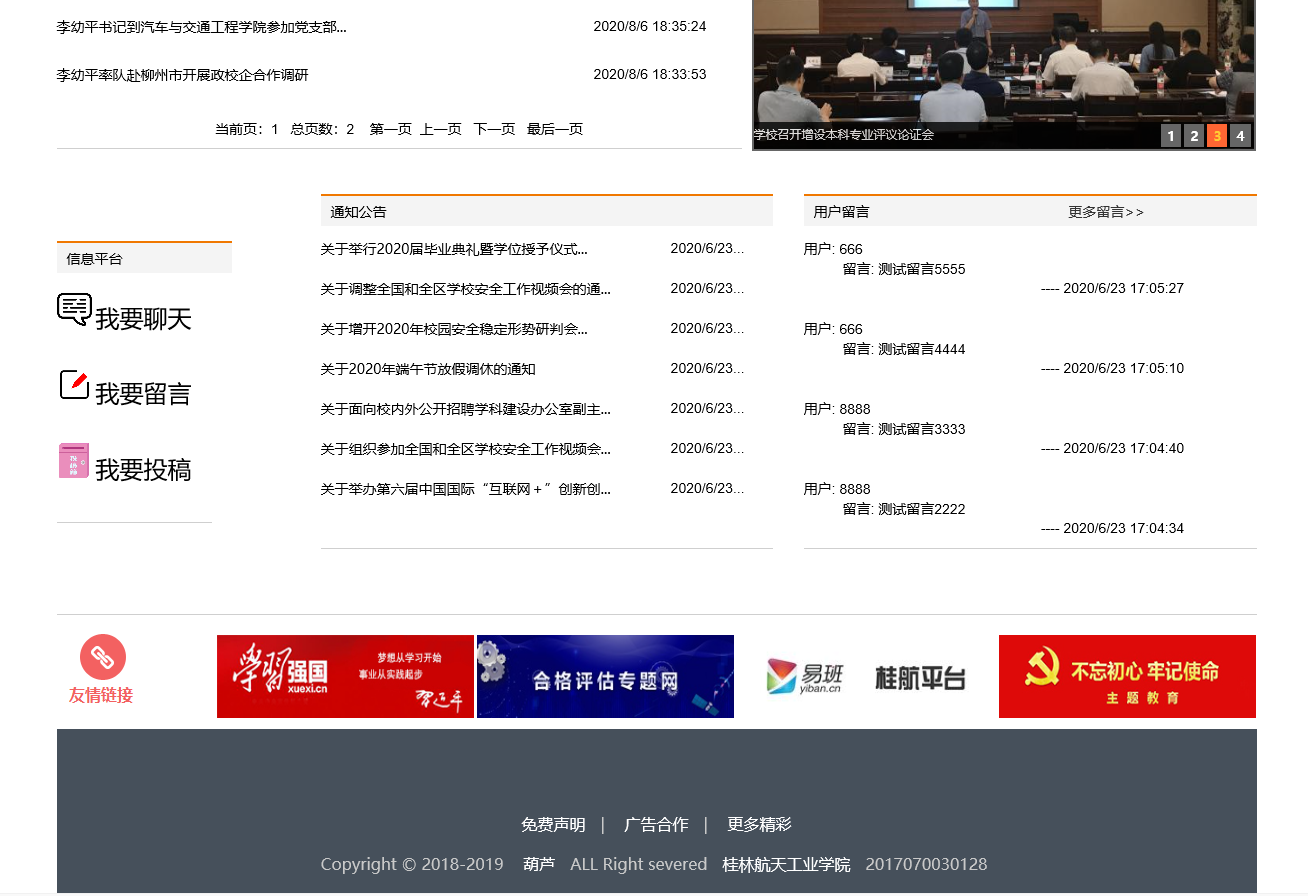 李幼平书记到汽车与交通工程学院参加党支部... 2020/8/6 18:35:24
李幼平率队赴柳州市开展政校企合作调研 2020/8/6 18:33:53
当前页：1 总页数：2 第一页 上一页 下一页 最后一页
学校召开增设本科专业评议论证会
1 2 3 4
信息平台
我要聊天
我要留言
我要投稿
通知公告
关于举行2020届毕业典礼暨学位授予仪式... 2020/6/23...
关于调整全国和全区学校安全工作视频会的通... 2020/6/23...
关于增开2020年校园安全稳定形势研判会... 2020/6/23...
关于2020年端午节放假调休的通知 2020/6/23...
关于面向校内外公开招聘学科建设办公室副主... 2020/6/23...
关于组织参加全国和全区学校安全工作视频会... 2020/6/23...
关于举办第六届中国国际“互联网＋”创新创... 2020/6/23...
用户留言 更多留言>>
用户: 666
留言: 测试留言5555
---- 2020/6/23 17:05:27
用户: 666
留言: 测试留言4444
---- 2020/6/23 17:05:10
用户: 8888
留言: 测试留言3333
---- 2020/6/23 17:04:40
用户: 8888
留言: 测试留言2222
---- 2020/6/23 17:04:34
友情链接
学习强国
xuexi.cn
梦想从学习开始
事业从实践起步
习近平
合格评估专题网
易班
yiban.cn
桂航平台
不忘初心 牢记使命
主题教育
免费声明 | 广告合作 | 更多精彩
Copyright © 2018-2019 葫芦 ALL Right severed 桂林航天工业学院 2017070030128